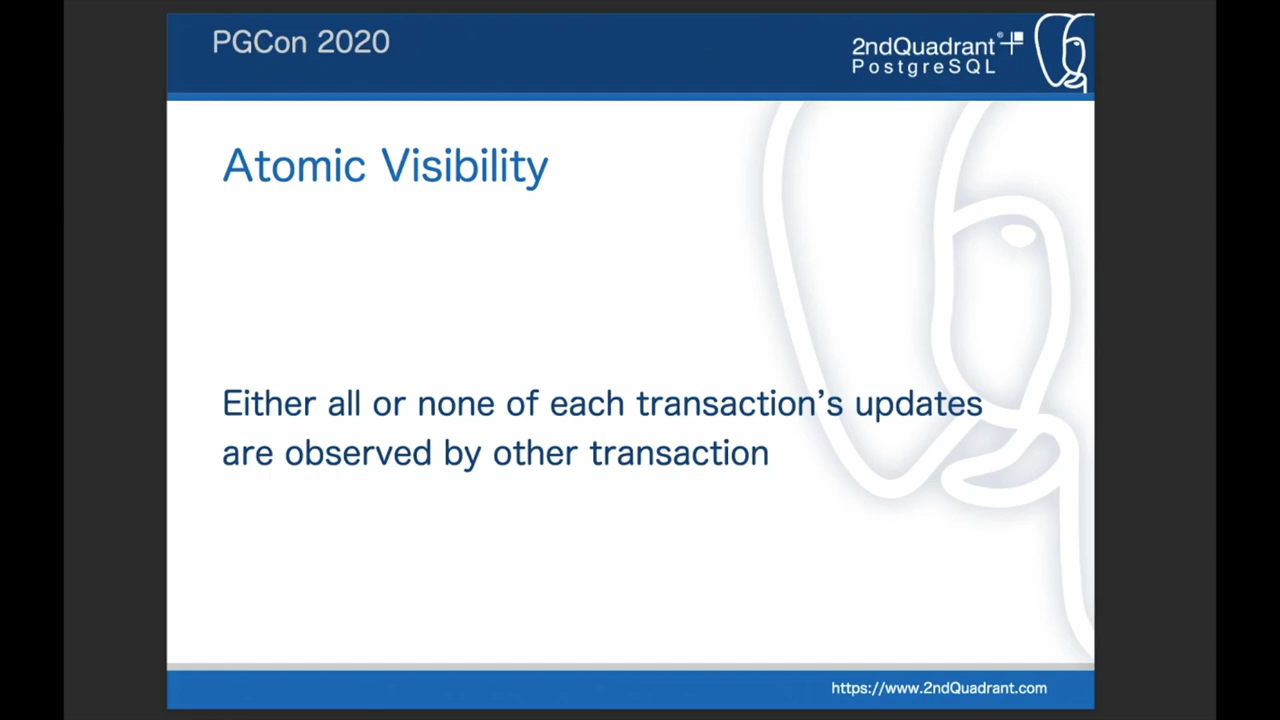 PGCon 2020
2ndQuadrant®
PostgreSQL
Atomic Visibility
Either all or none of each transaction’s updates
are observed by other transaction
https://www.2ndQuadrant.com